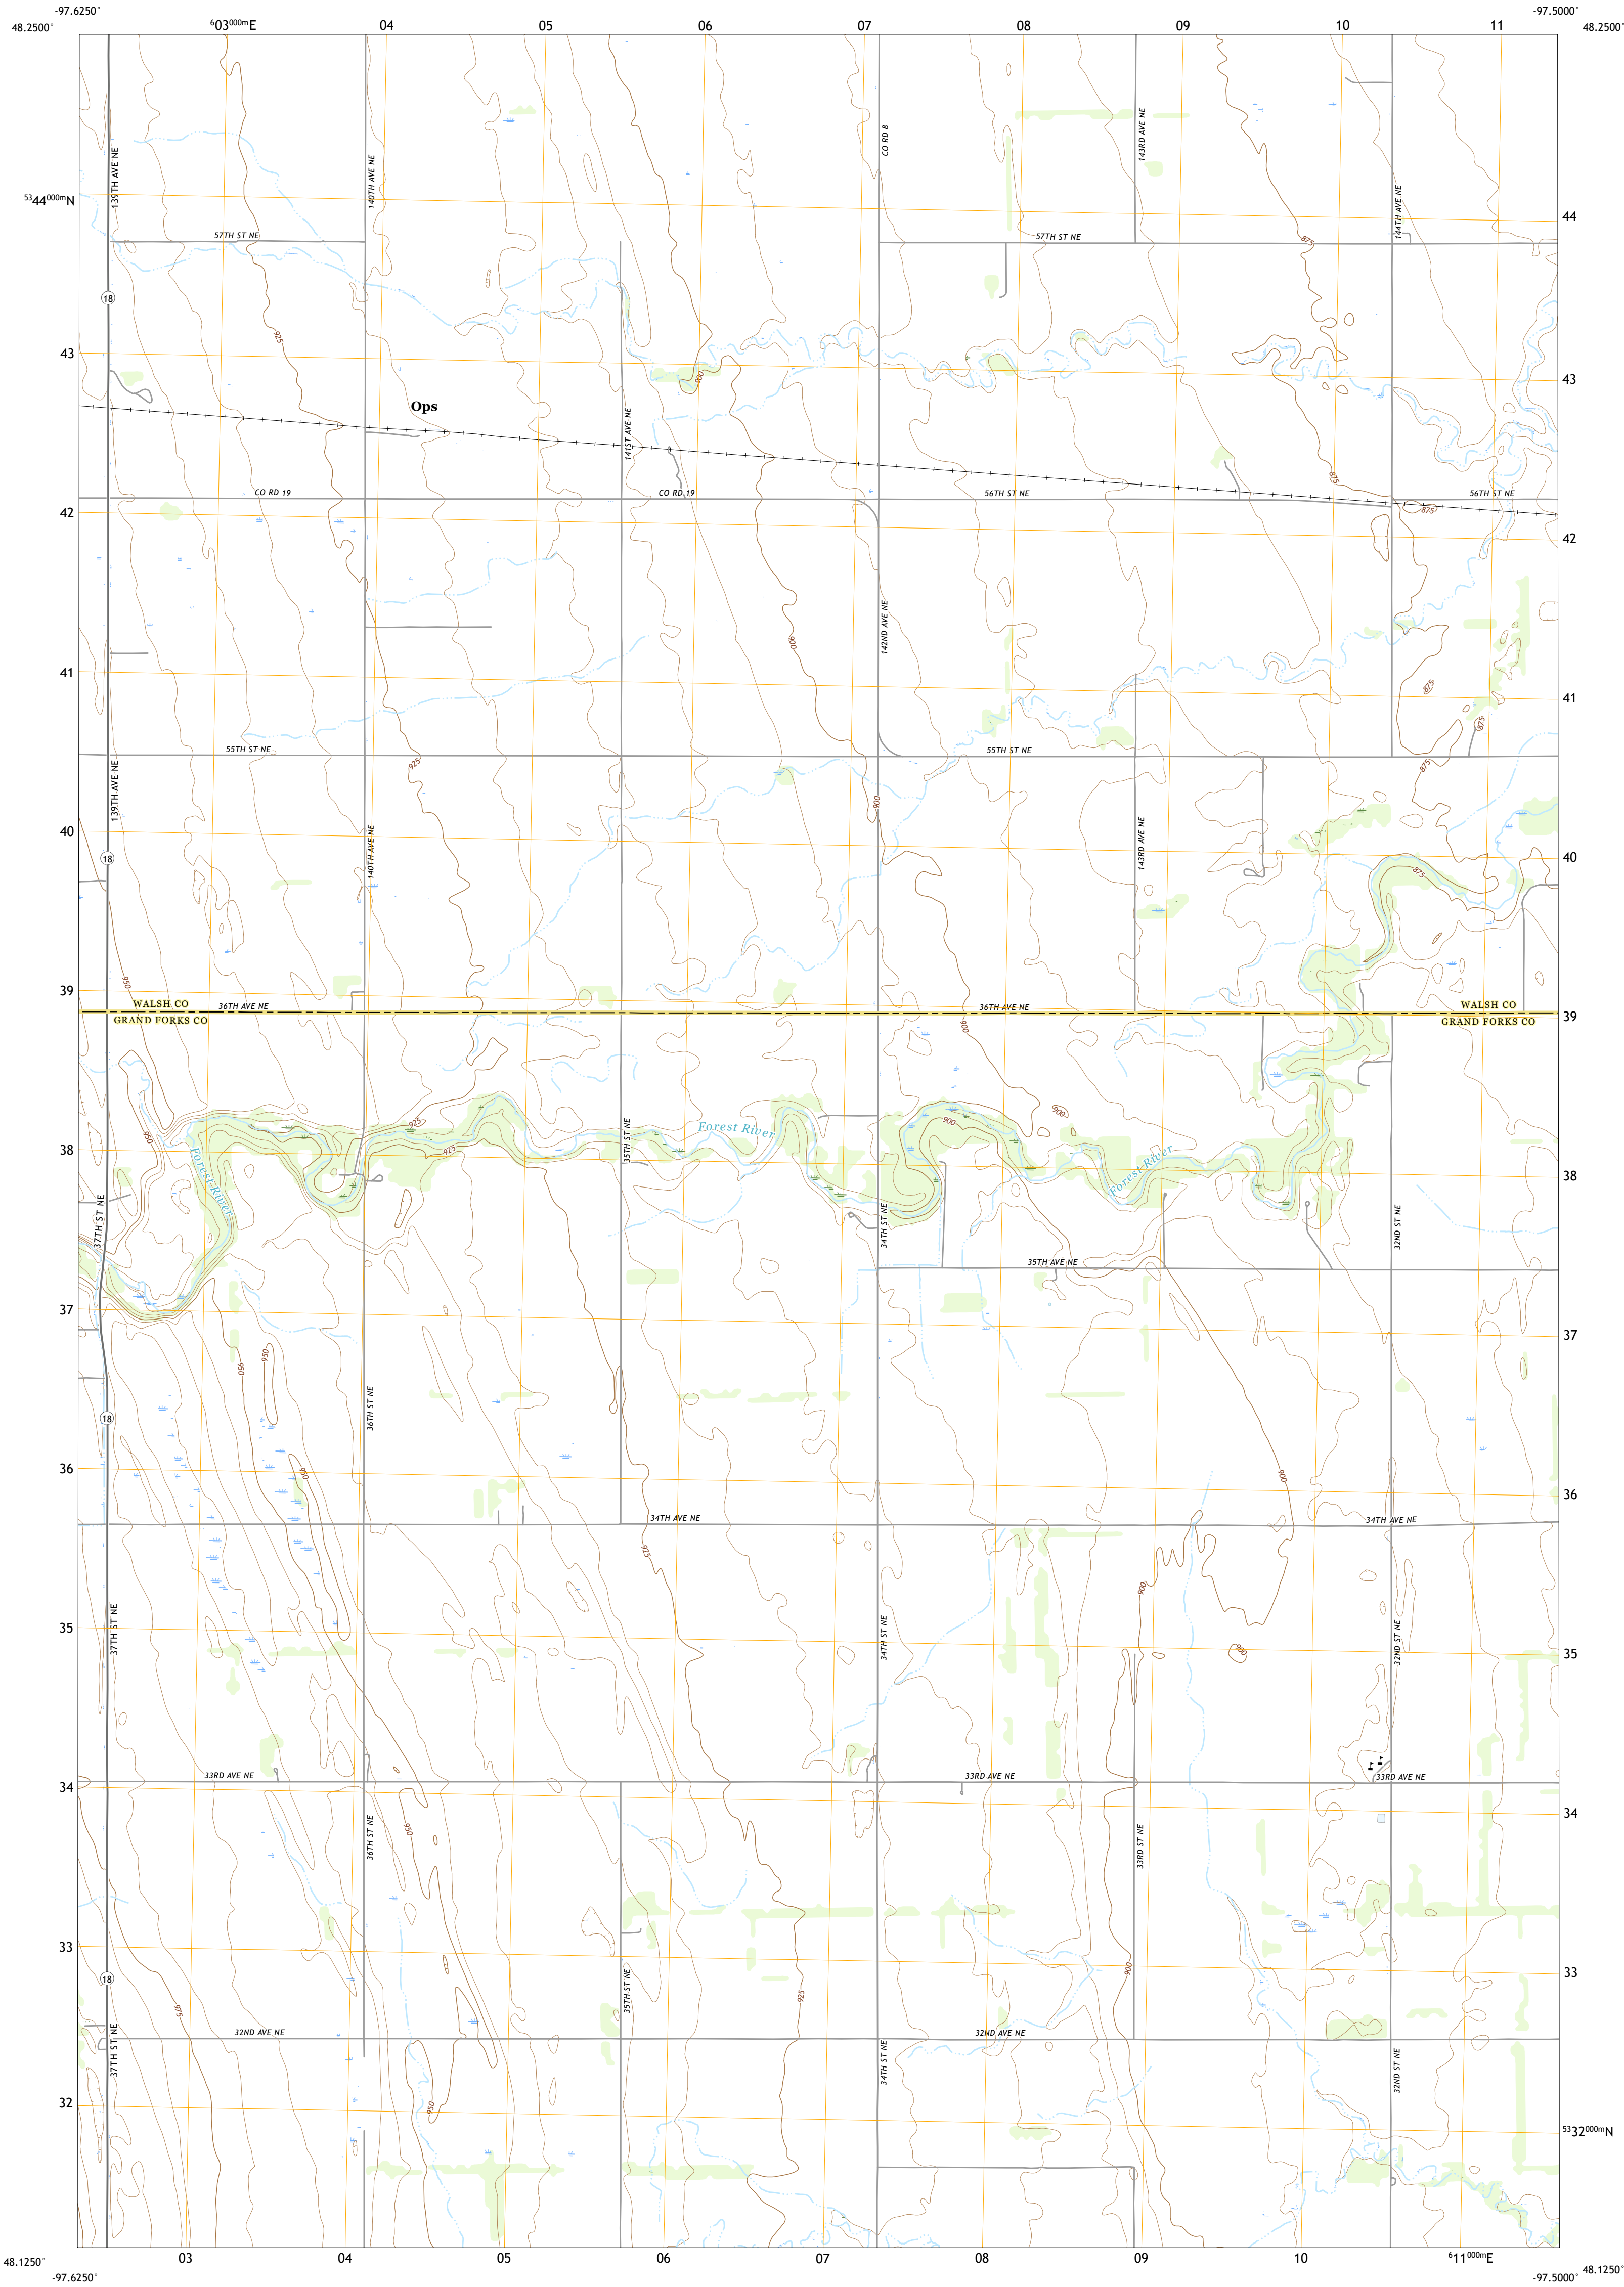 -97.6250°
-97.5000°
48.2500°
⁶03⁰⁰⁰ᵐE
04
05
06
07
08
09
10
11
48.2500°
139TH AVE NE
140TH AVE NE
CO RD 8
143RD AVE NE
144TH AVE NE
⁵³44⁰⁰⁰ᵐN
44
57TH ST NE
57TH ST NE
875
18
925
43
43
900
Ops
141ST AVE NE
875
CO RD 19
CO RD 19
56TH ST NE
56TH ST NE
875
42
42
142ND AVE NE
900
41
41
875
875
55TH ST NE
55TH ST NE
925
875
139TH AVE NE
900
40
40
140TH AVE NE
143RD AVE NE
18
875
950
39
39
WALSH CO
36TH AVE NE
36TH AVE NE
WALSH CO
GRAND FORKS CO
GRAND FORKS CO
900
900
950
925
900
Forest River
35TH ST NE
925
38
38
Forest River
Forest River
37TH ST NE
34TH ST NE
32ND ST NE
35TH AVE NE
37
37
950
950
36TH ST NE
18
950
900
36
36
34TH AVE NE
34TH AVE NE
925
900
37TH ST NE
34TH ST NE
32ND ST NE
35
35
900
33RD AVE NE
33RD AVE NE
33RD AVE NE
34
34
950
36TH ST NE
33RD ST NE
33
33
900
18
975
925
35TH ST NE
32ND AVE NE
32ND AVE NE
37TH ST NE
34TH ST NE
32ND ST NE
950
32
⁵³32⁰⁰⁰ᵐN
48.1250°
03
04
05
06
07
08
09
10
⁶11⁰⁰⁰ᵐE
48.1250°
-97.6250°
-97.5000°